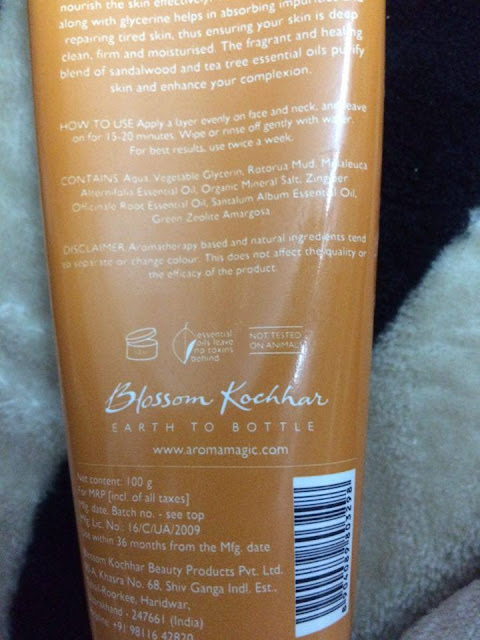 nourish the skin effectively.
along with glycerine helps in absorbing impurities and
repairing tired skin, thus ensuring your skin is deep
clean, firm and moisturised. The fragrant and healing
blend of sandalwood and tea tree essential oils purify
skin and enhance your complexion.
HOW TO USE Apply a layer evenly on face and neck, and leave
on for 15-20 minutes. Wipe or rinse off gently with water.
For best results, use twice a week.
CONTAINS Aqua, Vegetable Glycerin, Rotorua Mud, Melaleuca
Alternifolia Essential Oil, Organic Mineral Salt, Zingiber
Officinale Root Essential Oil, Santalum Album Essential Oil,
Green Zeolite Amargosa.
DISCLAIMER Aromatherapy based and natural ingredients tend
to separate or change colour. This does not affect the quality or
the efficacy of the product.
essential
oils leave
no toxins
behind
NOT TESTED
ON ANIMALS
Blossom Kochhar
EARTH TO BOTTLE
www.aromamagic.com
Net content: 100 g
For MRP [incl. of all taxes]
Mfg. date, Batch no. - see top
Mfg Lic. No.: 16/C/UA/2009
Use within 36 months from the Mfg. date
Blossom Kochhar Beauty Products Pvt. Ltd.
Khasra No. 68, Shiv Ganga Indl. Est.,
-Roorkee, Haridwar,
Uttarakhand - 247661 (India)
+91 98116 42820
8 904029 803298